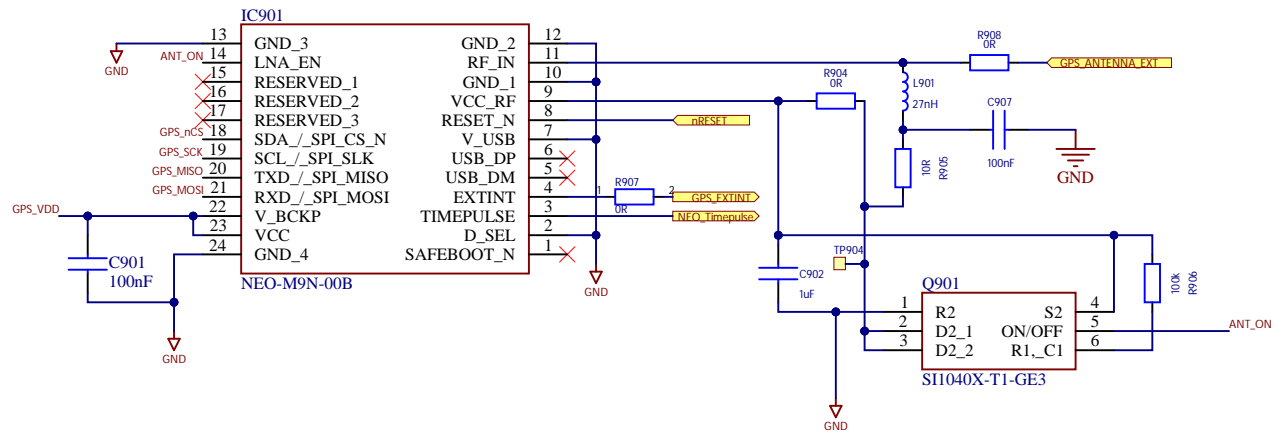 IC901
13 GND_3 GND_2 12
14 LNA_EN RF_IN 11
15 RESERVED_1 GND_1 10
16 RESERVED_2 VCC_RF 9
17 RESERVED_3 RESET_N 8
18 SDA_/_SPI_CS_N V_USB 7
19 SCL_/_SPI_SLK USB_DP 6
20 TXD_/_SPI_MISO USB_DM 5
21 RXD_/_SPI_MOSI EXTINT 4
22 V_BCKP TIMEPULSE 3
23 VCC D_SEL 2
24 GND_4 SAFEBOOT_N 1
NEO-M9N-00B
GND
ANT_ON
GPS_nCS
GPS_SCK
GPS_MISO
GPS_MOSI
GPS_VDD
C901
100nF
GND
nRESET
1 R907 2
0R
GPS_EXTINT
NEO_Timepulse
GND
R908
0R
GPS_ANTENNA_EXT
R904
0R
L901
27nH
C907
100nF
GND
10R
R905
TP904
C902
1uF
100k
R906
Q901
1 R2 S2 4
2 D2_1 ON/OFF 5
3 D2_2 R1,_C1 6
SI1040X-T1-GE3
ANT_ON
GND